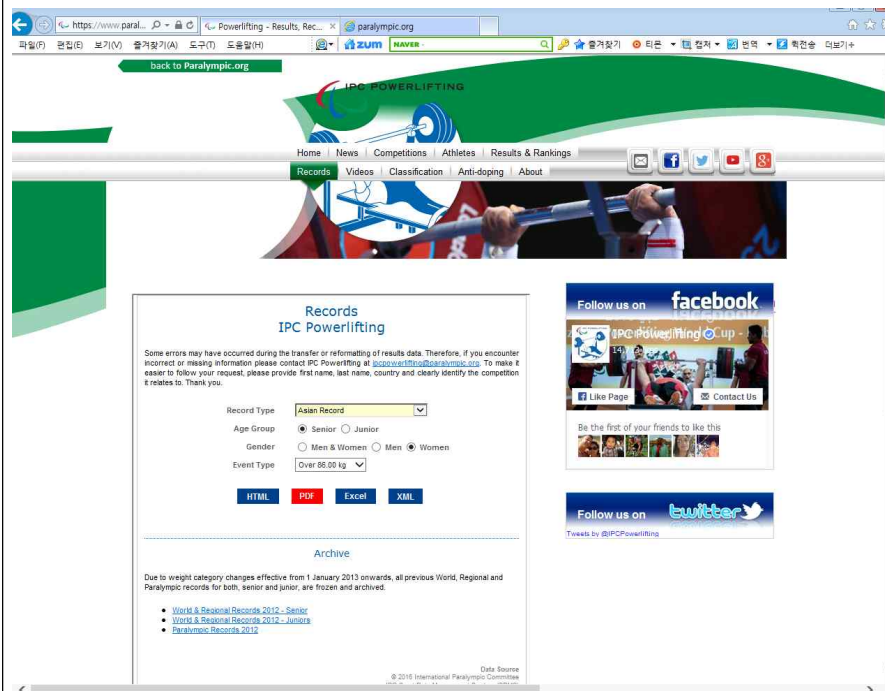 https://www.paral...
Powerlifting - Results, Rec...
paralympic.org
파일(F) 편집(E) 보기(V) 즐겨찾기(A) 도구(T) 도움말(H)
zum NAVER
즐겨찾기 티몬 캡처 번역 퀵전송 더보기+
back to Paralympic.org
IPC POWERLIFTING
Home News Competitions Athletes Results & Rankings
Records Videos Classification Anti-doping About
Records
IPC Powerlifting
Some errors may have occurred during the transfer or reformatting of results data. Therefore, if you encounter
incorrect or missing information please contact IPC Powerlifting at ipcpowerlifting@paralympic.org. To make it
easier to follow your request, please provide first name, last name, country and clearly identify the competition
it relates to. Thank you.
Record Type Asian Record
Age Group Senior Junior
Gender Men & Women Men Women
Event Type Over 86.00 kg
HTML PDF Excel XML
Archive
Due to weight category changes effective from 1 January 2013 onwards, all previous World, Regional and
Paralympic records for both, senior and junior, are frozen and archived.
World & Regional Records 2012 - Senior
World & Regional Records 2012 - Juniors
Paralympic Records 2012
Data Source
© 2015 International Paralympic Committee
Follow us on facebook
IPC Powerlifting
Like Page Contact Us
Be the first of your friends to like this
Follow us on twitter
Tweets by @IPCPowerlifting